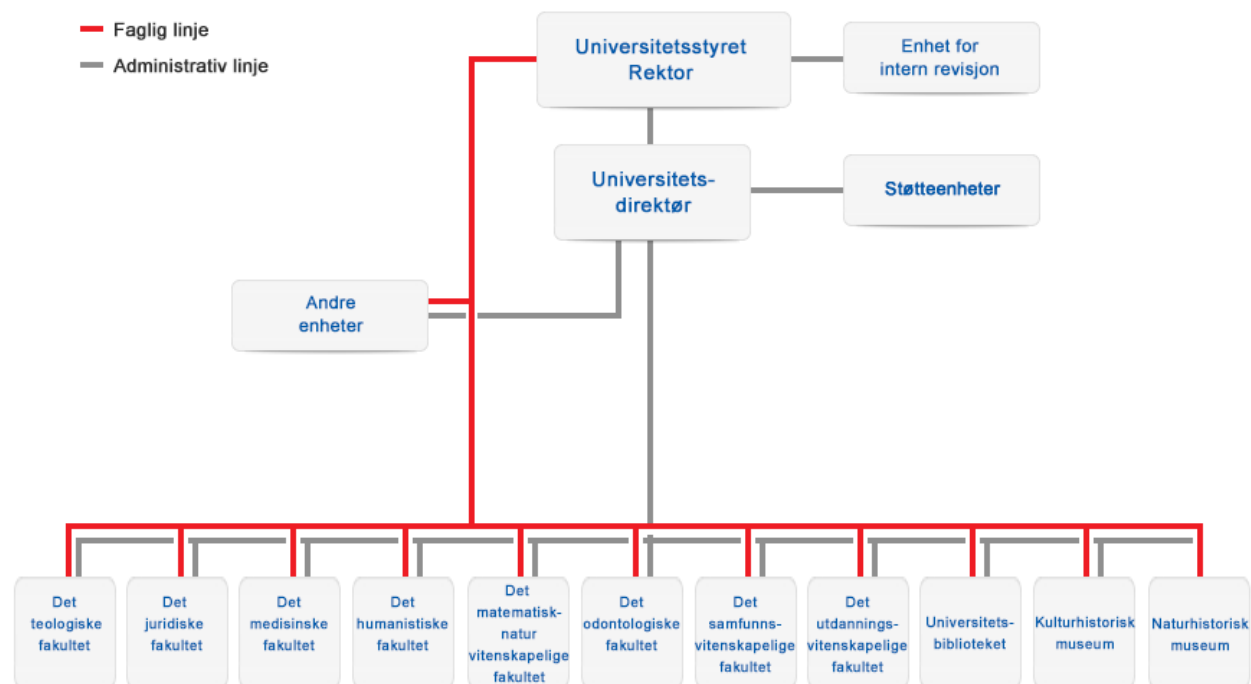 Faglig linje
Administrativ linje
Universitetsstyret
Rektor
Enhet for
intern revisjon
Universitets-
direktør
Støtteenheter
Andre
enheter
Det
teologiske
fakultet
Det
juridiske
fakultet
Det
medisinske
fakultet
Det
humanistiske
fakultet
Det
matematisk-
natur
vitenskapelige
fakultet
Det
odontologiske
fakultet
Det
samfunns-
vitenskapelige
fakultet
Det
utdannings-
vitenskapelige
fakultet
Universitets-
biblioteket
Kulturhistorisk
museum
Naturhistorisk
museum